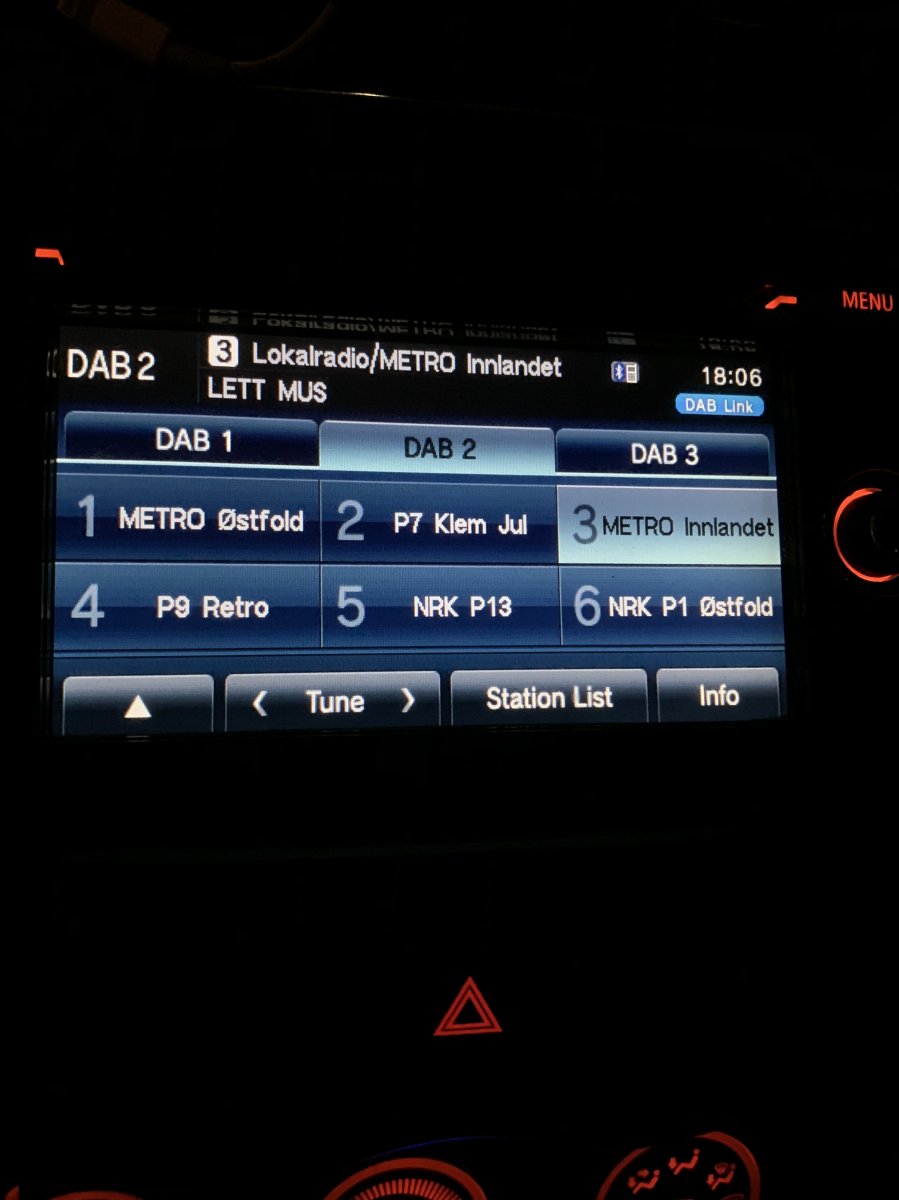 MENU
DAB 2
3 Lokalradio/METRO Innlandet
18:06
LETT MUS
DAB Link
DAB 1
DAB 2
DAB 3
1 METRO Østfold
2 P7 Klem Jul
3 METRO Innlandet
4 P9 Retro
5 NRK P13
6 NRK P1 Østfold
Tune
Station List
Info